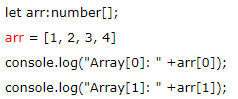 let arr:number[];
arr = [1, 2, 3, 4]
console.log("Array[0]: " +arr[0]);
console.log("Array[1]: " +arr[1]);